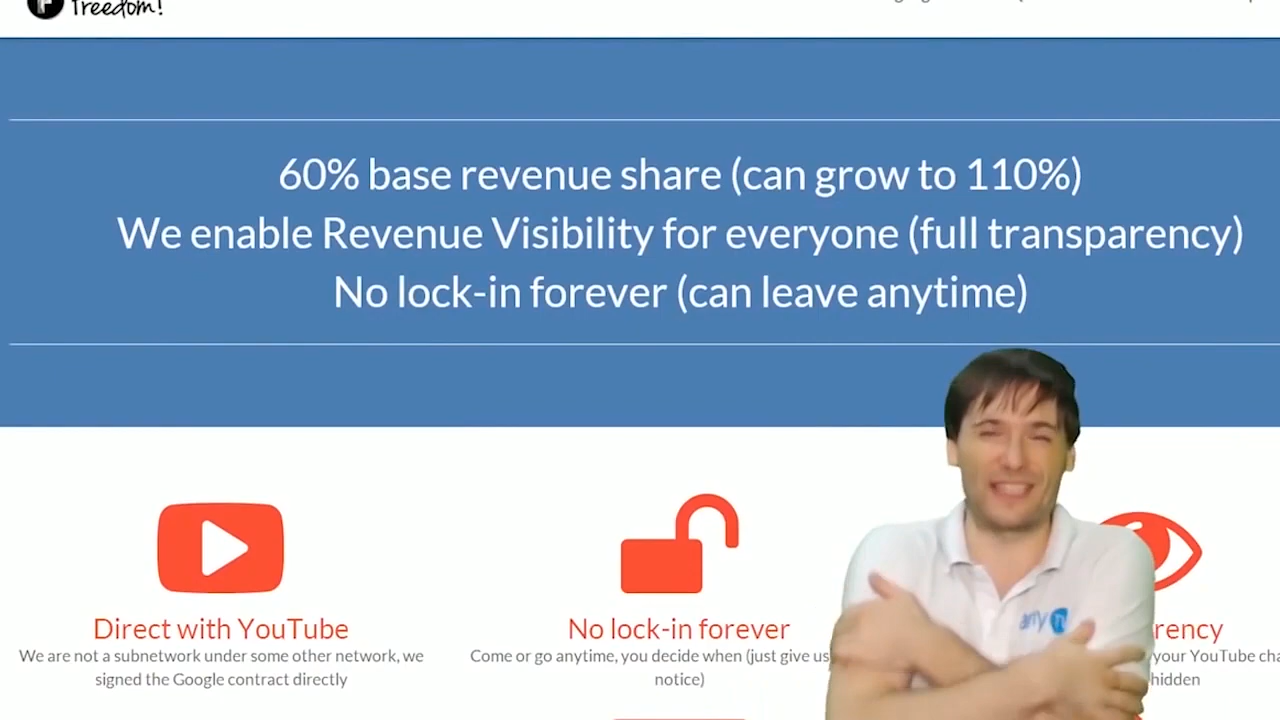 freedom!
60% base revenue share (can grow to 110%)
We enable Revenue Visibility for everyone (full transparency)
No lock-in forever (can leave anytime)
Direct with YouTube
We are not a subnetwork under some other network, we
signed the Google contract directly
No lock-in forever
Come or go anytime, you decide when (just give us
notice)
rency
your YouTube cha
hidden
any